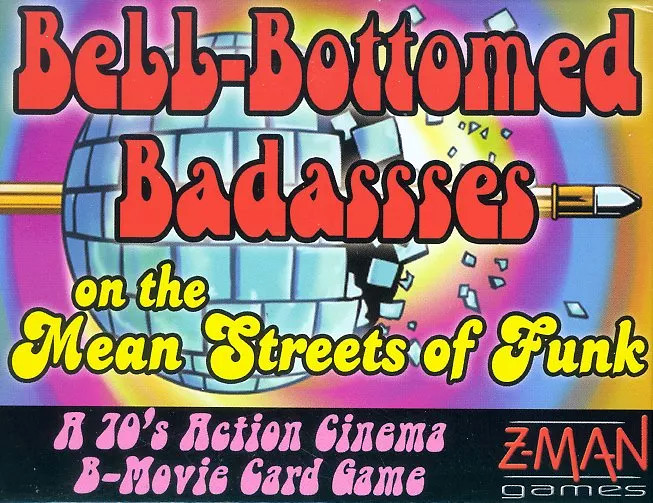 Bell-Bottomed
Badassses
on the
Mean Streets of Funk
A 70's Action Cinema
B-Movie Card Game
Z-MAN
games